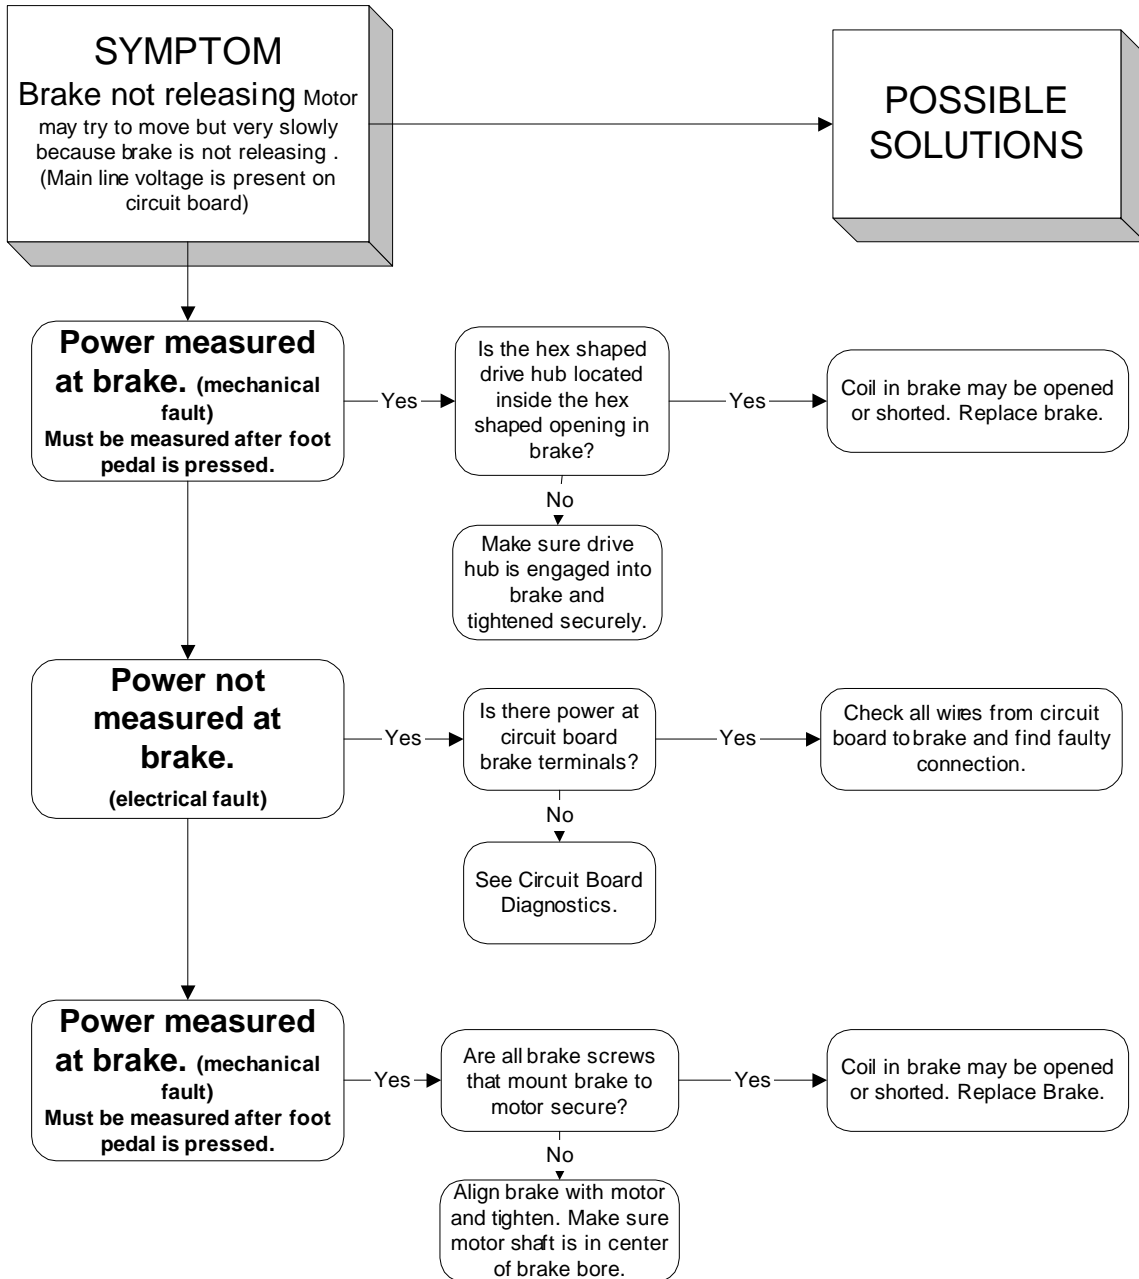 SYMPTOM
Brake not releasing Motor
may try to move but very slowly
because brake is not releasing .
(Main line voltage is present on
circuit board)
POSSIBLE
SOLUTIONS
Power measured
at brake. (mechanical
fault)
Must be measured after foot
pedal is pressed.
Yes
Is the hex shaped
drive hub located
inside the hex
shaped opening in
brake?
Yes
Coil in brake may be opened
or shorted. Replace brake.
No
Make sure drive
hub is engaged into
brake and
tightened securely.
Power not
measured at
brake.
(electrical fault)
Yes
Is there power at
circuit board
brake terminals?
Yes
Check all wires from circuit
board to brake and find faulty
connection.
No
See Circuit Board
Diagnostics.
Power measured
at brake. (mechanical
fault)
Must be measured after foot
pedal is pressed.
Yes
Are all brake screws
that mount brake to
motor secure?
Yes
Coil in brake may be opened
or shorted. Replace Brake.
No
Align brake with motor
and tighten. Make sure
motor shaft is in center
of brake bore.